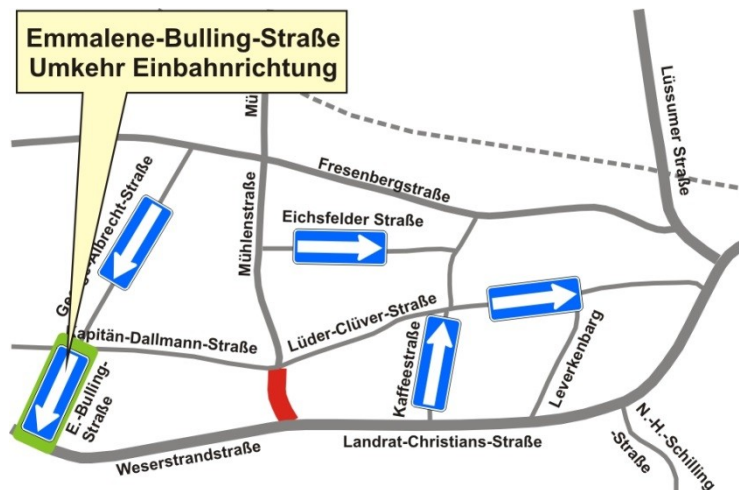 Emmalene-Bulling-Straße
Umkehr Einbahnrichtung
Lüssumer Straße
Fresenbergstraße
Mühlenstraße
Eichsfelder Straße
Lüder-Clüver-Straße
-Dallmann-Straße
E.-Bulling-
Straße
Kaffeestraße
Leverkenbarg
Weserstrandstraße
Landrat-Christians-Straße
N.-H.-Schilling
-Straße
-Albrecht-Straße